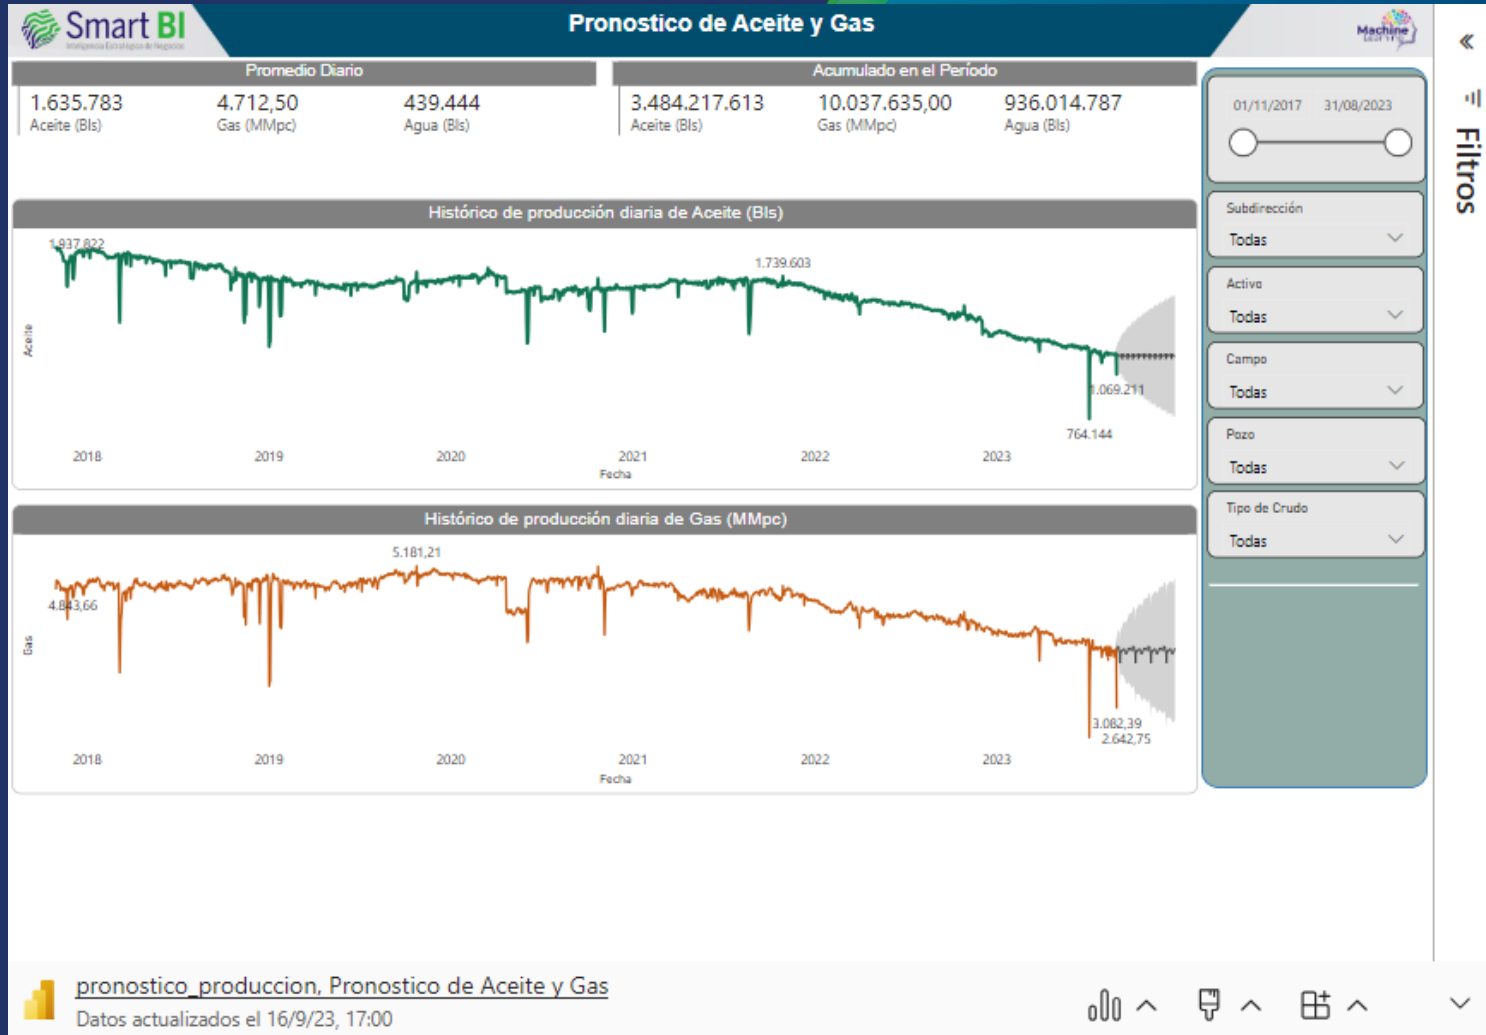 Smart BI
Inteligencia Estratégica de Negocios
Pronostico de Aceite y Gas
Machine
Learning
Promedio Diario
1.635.783
Aceite (Bls)
4.712,50
Gas (MMpc)
439.444
Agua (Bls)
Acumulado en el Período
3.484.217.613
Aceite (Bls)
10.037.635,00
Gas (MMpc)
936.014.787
Agua (Bls)
01/11/2017 31/08/2023
Subdirección
Todas
Activo
Todas
Campo
Todas
Pozo
Todas
Tipo de Crudo
Todas
Filtros
Histórico de producción diaria de Aceite (Bls)
1.937.822
1.739.603
1.069.211
764.144
Aceite
2018 2019 2020 2021 2022 2023
Fecha
Histórico de producción diaria de Gas (MMpc)
5.181,21
4.843,66
3.082,39
2.642,75
Gas
2018 2019 2020 2021 2022 2023
Fecha
pronostico_produccion, Pronostico de Aceite y Gas
Datos actualizados el 16/9/23, 17:00